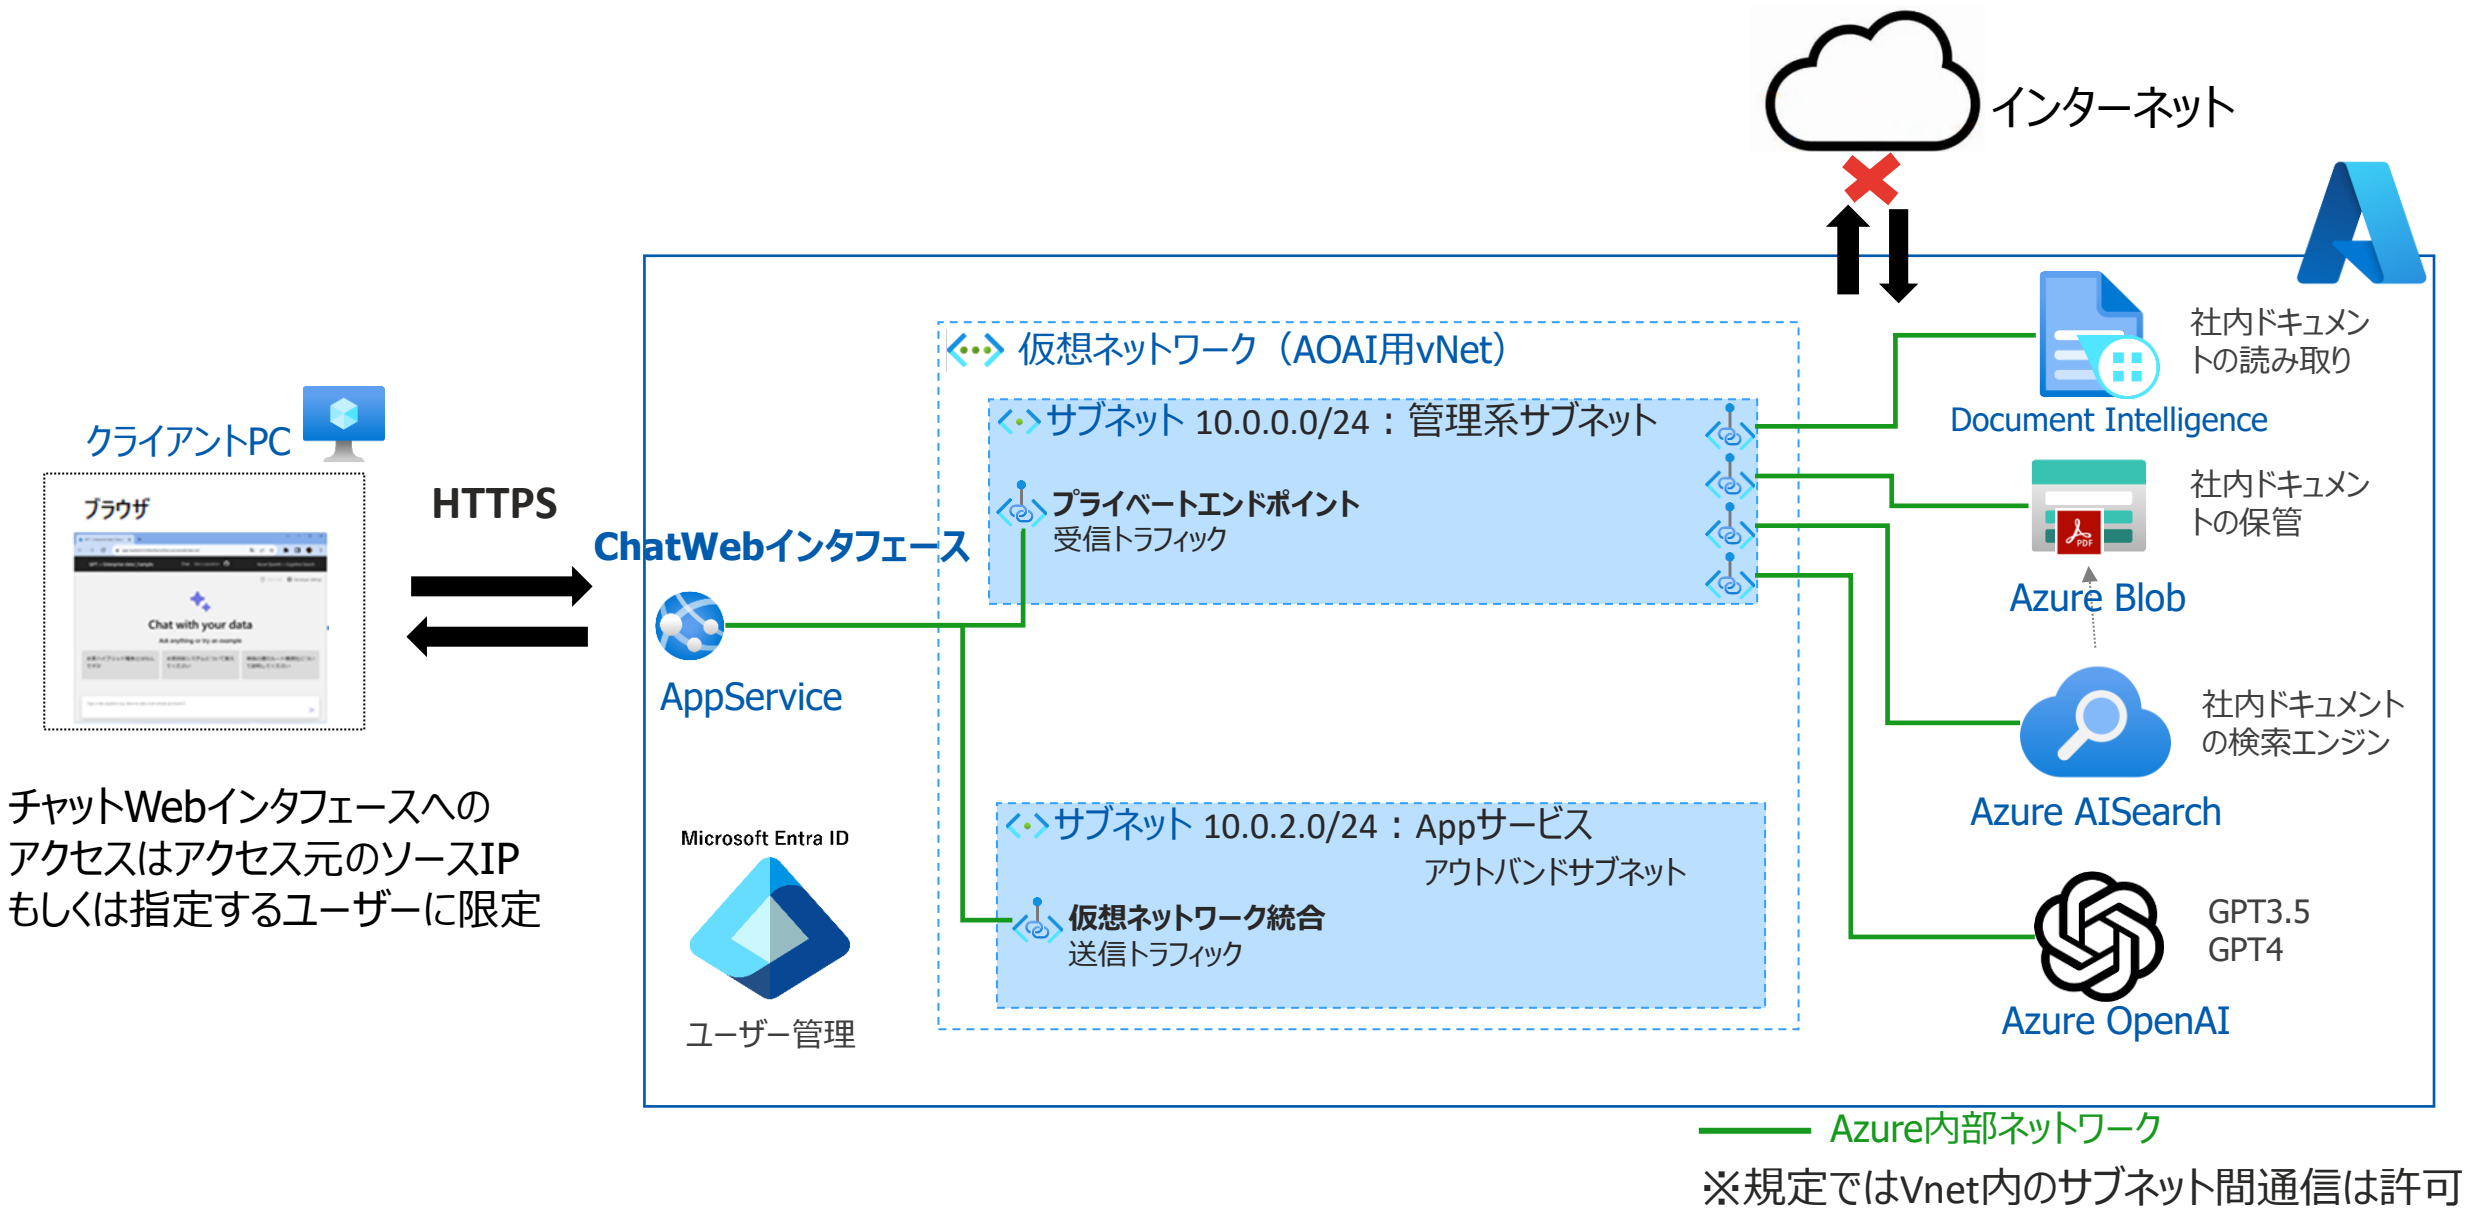 インターネット
仮想ネットワーク（AOAI用vNet）
サブネット 10.0.0.0/24：管理系サブネット
プライベートエンドポイント
受信トラフィック
社内ドキュメン
トの読み取り
Document Intelligence
クライアントPC
ブラウザ
Chat with your data
Ask anything or try an example
HTTPS
ChatWebインタフェース
AppService
社内ドキュメン
トの保管
PDF
Azure Blob
社内ドキュメント
の検索エンジン
Azure AISearch
チャットWebインタフェースへの
アクセスはアクセス元のソースIP
もしくは指定するユーザーに限定
Microsoft Entra ID
ユーザー管理
サブネット 10.0.2.0/24：Appサービス
アウトバンドサブネット
仮想ネットワーク統合
送信トラフィック
GPT3.5
GPT4
Azure OpenAI
Azure内部ネットワーク
※規定ではVnet内のサブネット間通信は許可